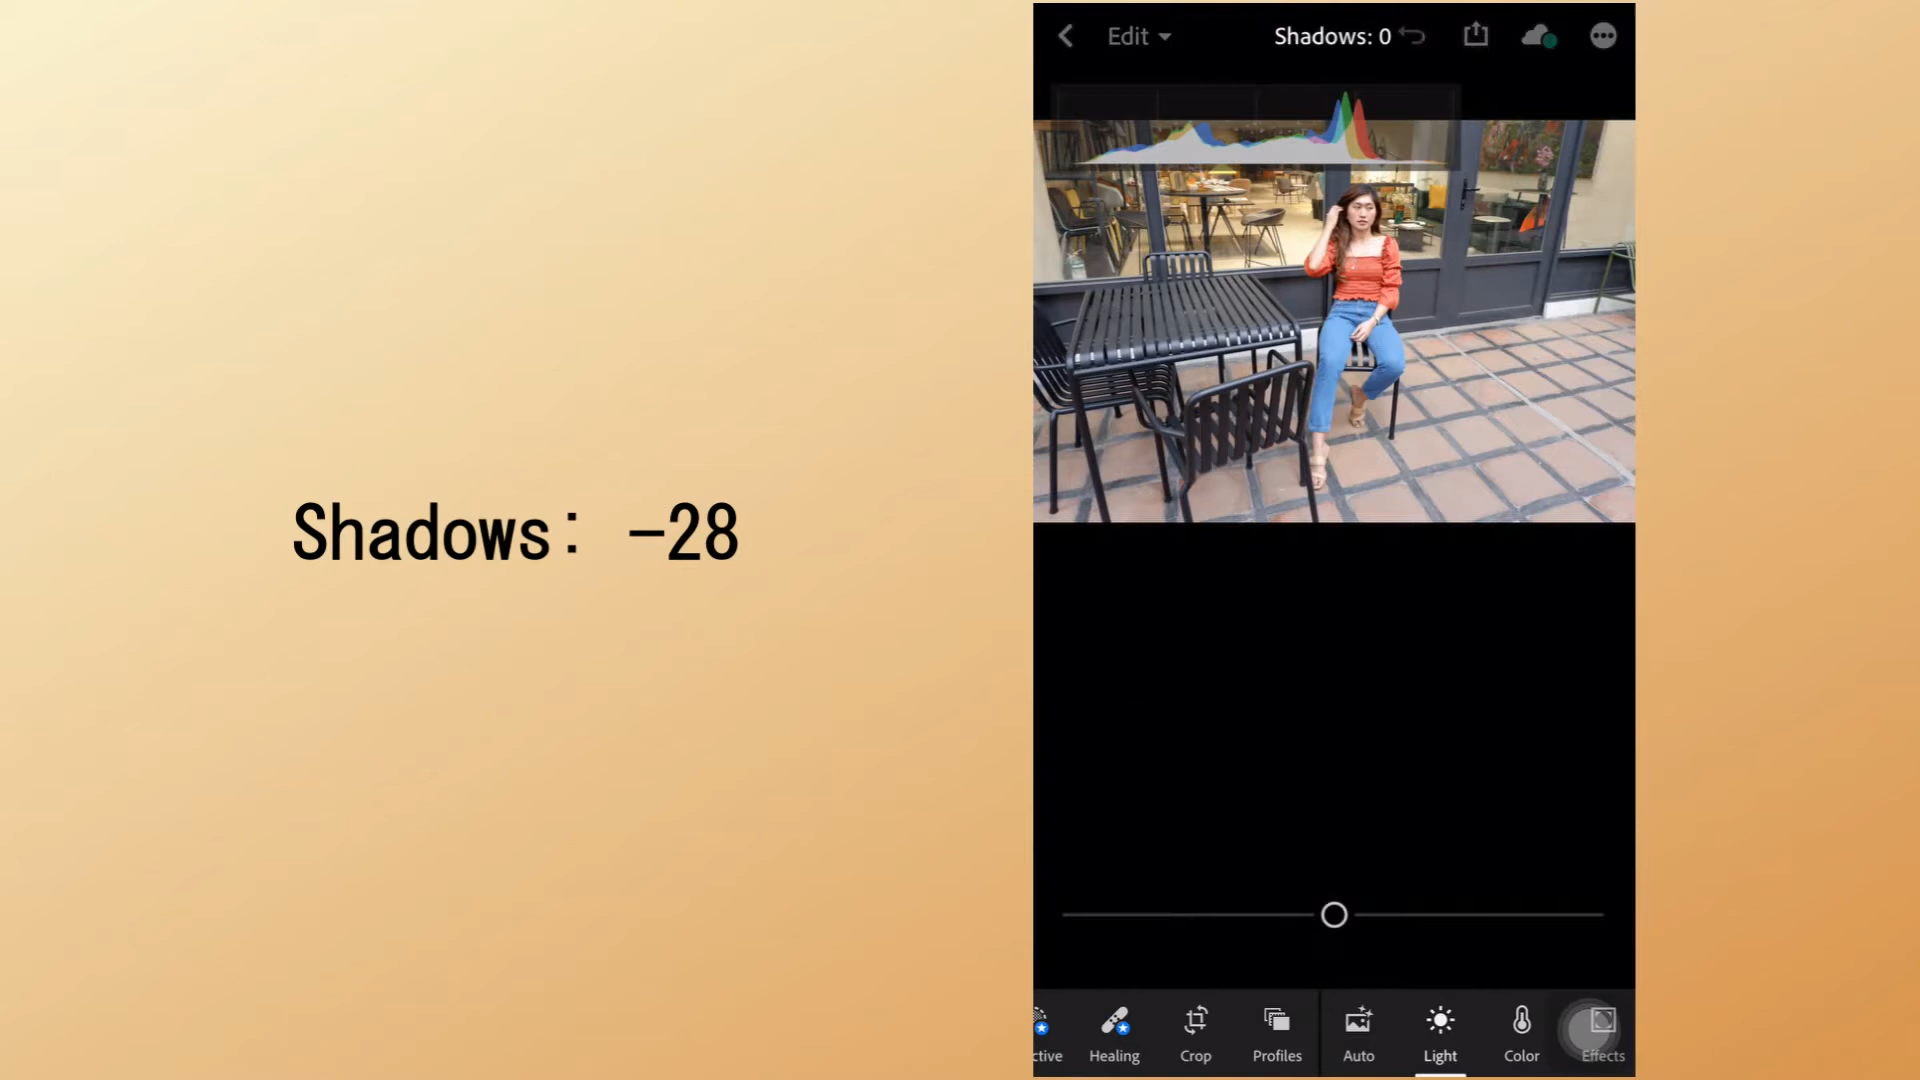 Shadows: -28
Edit
Shadows: 0
ctive
Healing
Crop
Profiles
Auto
Light
Color
Effects